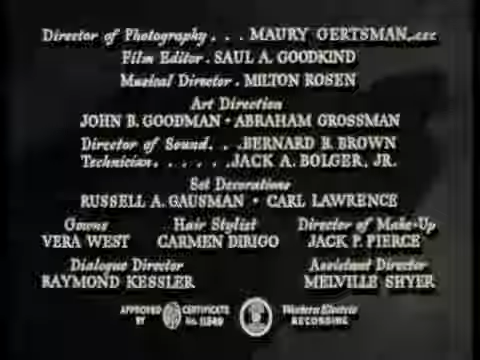 Director of Photography . . . MAURY GERTSMAN, A.S.C.
Film Editor . SAUL A. GOODKIND
Musical Director . MILTON ROSEN
Art Direction
JOHN B. GOODMAN • ABRAHAM GROSSMAN
Director of Sound . . . BERNARD B. BROWN
Technician . . . . . . JACK A. BOLGER, JR.
Set Decorations
RUSSELL A. GAUSMAN • CARL LAWRENCE
Gowns Hair Stylist Director of Make-Up
VERA WEST CARMEN DIRIGO JACK P. PIERCE
Dialogue Director Assistant Director
RAYMOND KESSLER MELVILLE SHYER
APPROVED CERTIFICATE Western Electric
BY No. RECORDING